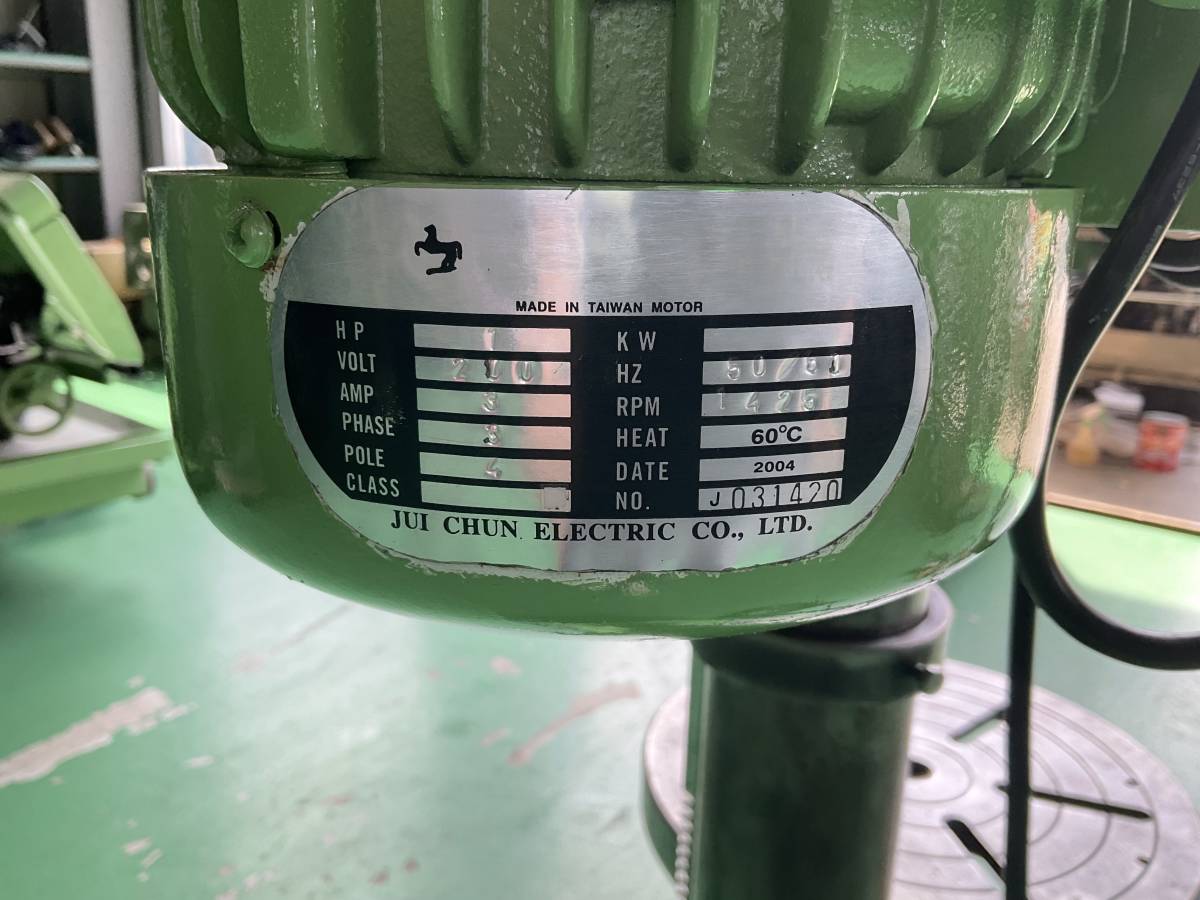 MADE IN TAIWAN MOTOR
HP 1 KW
VOLT 200 HZ 50/60
AMP 3 RPM 1425
PHASE 3 HEAT 60°C
POLE 4 DATE 2004
CLASS NO. J031420
JUI CHUN ELECTRIC CO., LTD.